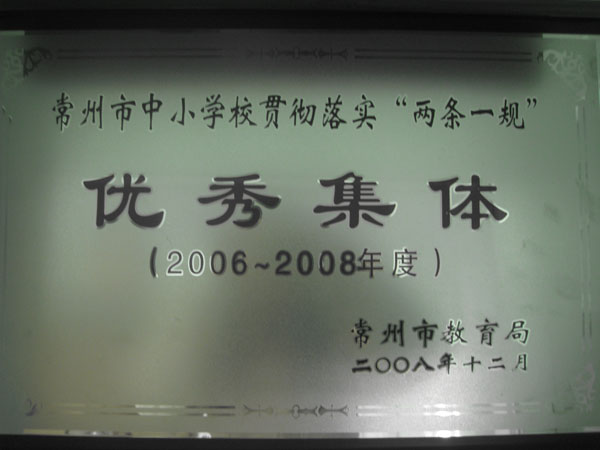 常州市中小学校贯彻落实“两条一规”
优秀集体
(2006~2008年度)
常州市教育局
二〇〇八年十二月